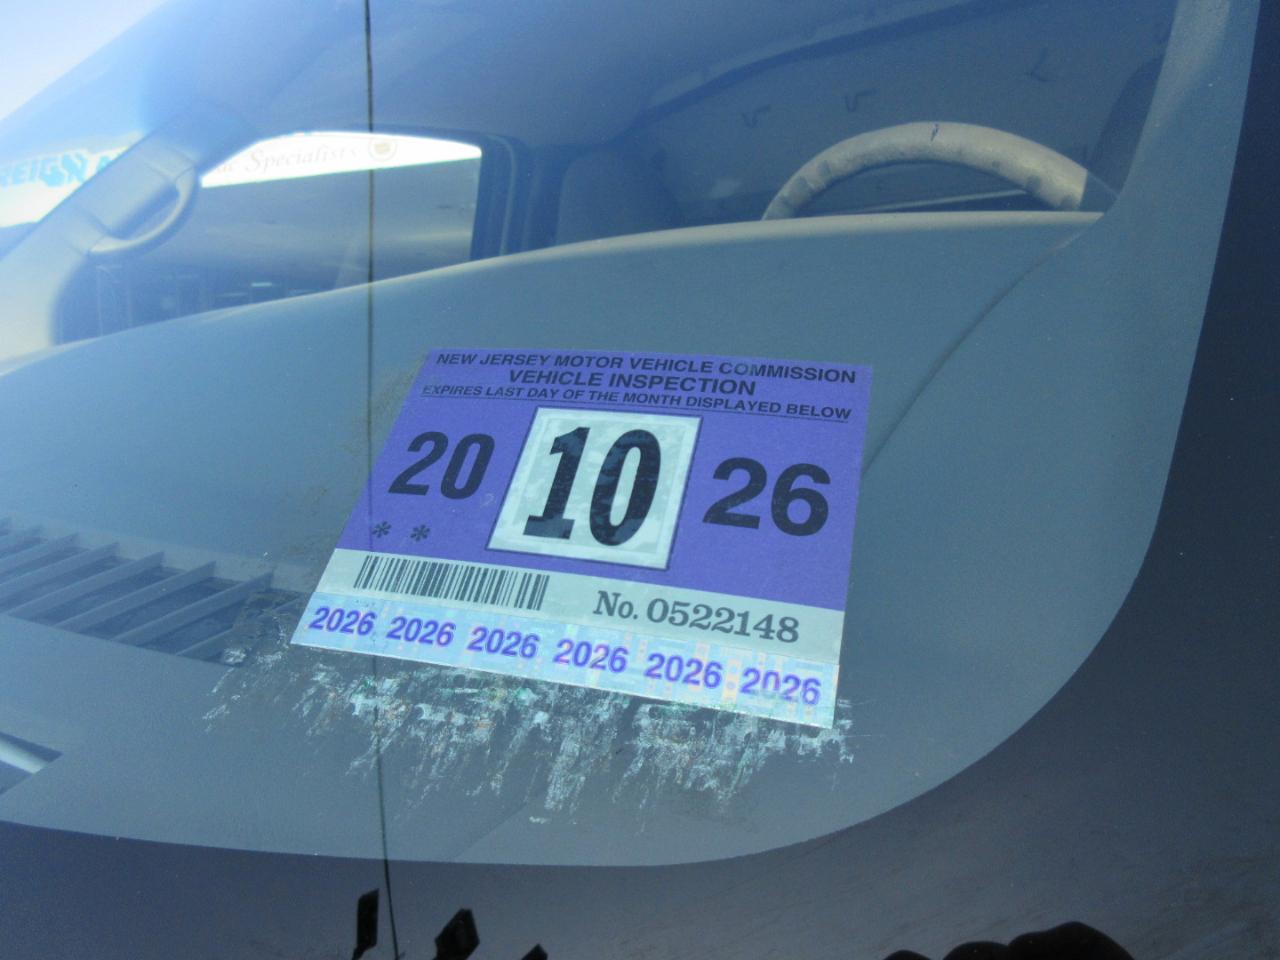 REIGN
Specialists
NEW JERSEY MOTOR VEHICLE COMMISSION
VEHICLE INSPECTION
EXPIRES LAST DAY OF THE MONTH DISPLAYED BELOW
20 10 26
* *
No. 0522148
2026 2026 2026 2026 2026 2026